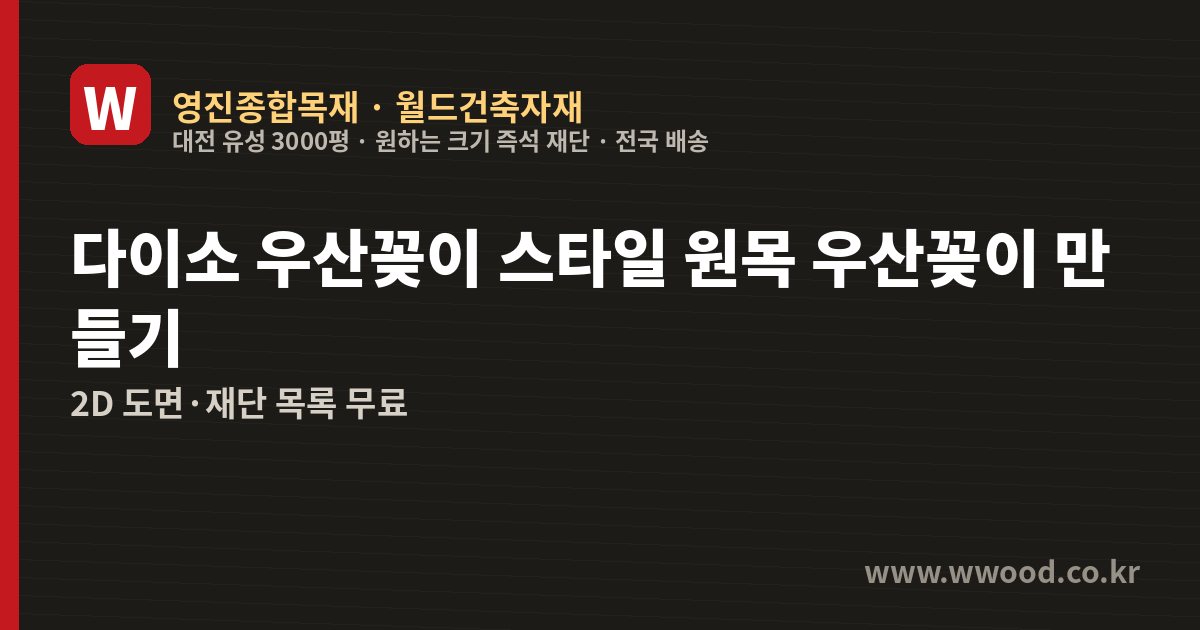 W
영진종합목재 · 월드건축자재
대전 유성 3000평 · 원하는 크기 즉석 재단 · 전국 배송
다이소 우산꽂이 스타일 원목 우산꽂이 만
들기
2D 도면·재단 목록 무료
www.wwood.co.kr